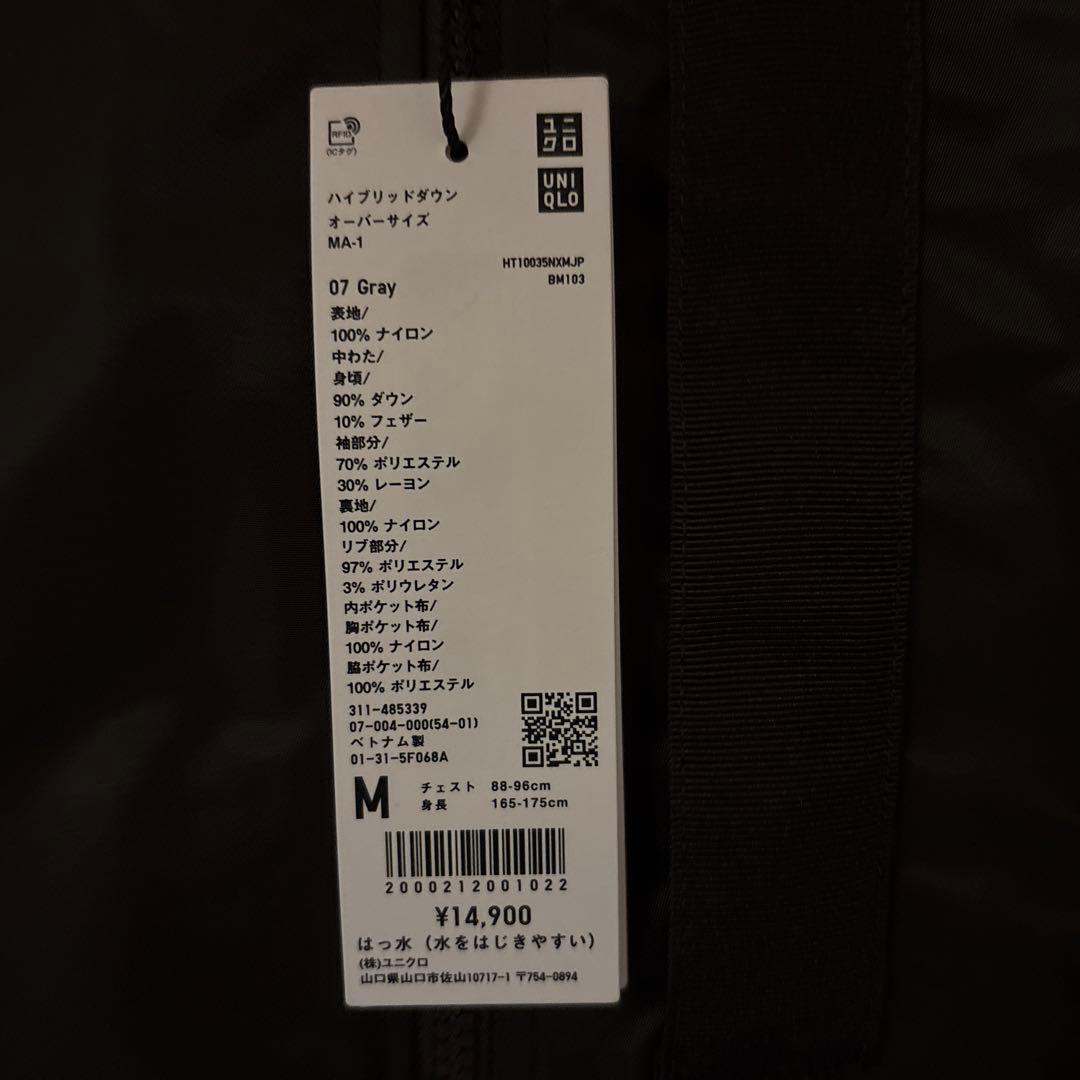 RFID
(ICタグ)
ユニ
クロ
UNI
QLO
ハイブリッドダウン
オーバーサイズ
MA-1
HT10035NXMJP
BM103
07 Gray
表地/
100% ナイロン
中わた/
身頃/
90% ダウン
10% フェザー
袖部分/
70% ポリエステル
30% レーヨン
裏地/
100% ナイロン
リブ部分/
97% ポリエステル
3% ポリウレタン
内ポケット布/
胸ポケット布/
100% ナイロン
脇ポケット布/
100% ポリエステル
311-485339
07-004-000(54-01)
ベトナム製
01-31-5F068A
M チェスト 88-96cm
身長 165-175cm
2000212001022
¥14,900
はっ水（水をはじきやすい）
(株)ユニクロ
山口県山口市佐山10717-1 〒754-0894